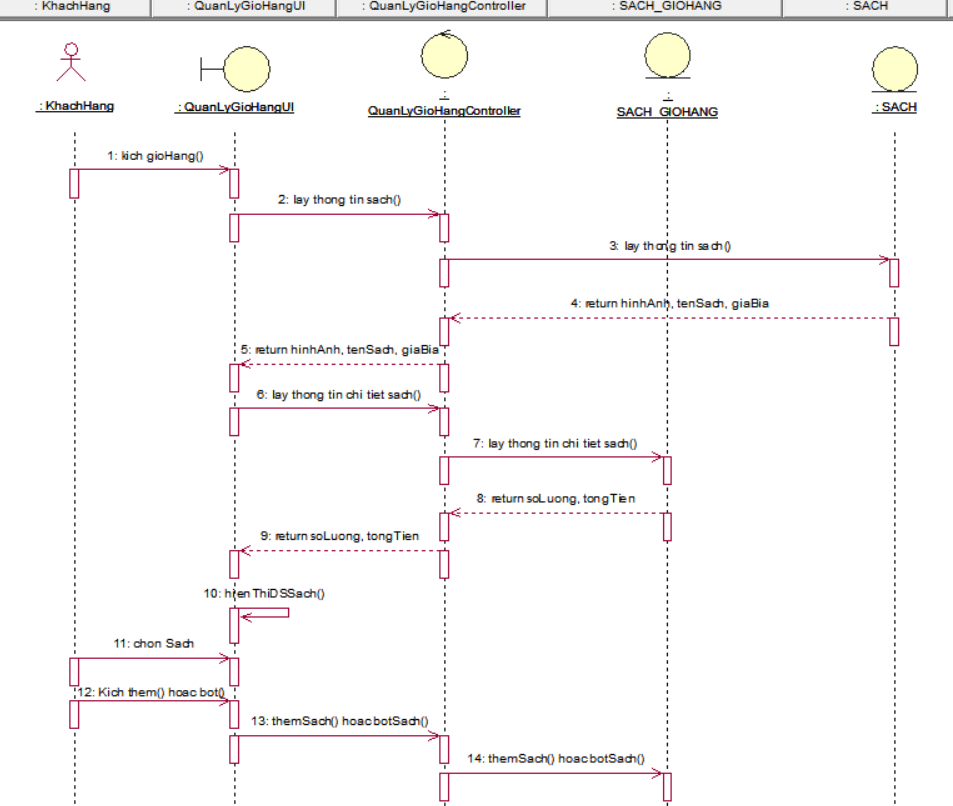 : KhachHang
: QuanLyGioHangUI
: QuanLyGioHangController
: SACH_GIOHANG
: SACH
: KhachHang
: QuanLyGioHangUI
:
QuanLyGioHangController
:
SACH_GIOHANG
: SACH
1: kich gioHang()
2: lay thong tin sach()
3: lay thong tin sach()
4: return hinhAnh, tenSach, giaBia
5: return hinhAnh, tenSach, giaBia
6: lay thong tin chi tiet sach()
7: lay thong tin chi tiet sach()
8: return soLuong, tongTien
9: return soLuong, tongTien
10: hienThiDSSach()
11: chon Sach
12: Kich them() hoac bot()
13: themSach() hoac botSach()
14: themSach() hoac botSach()